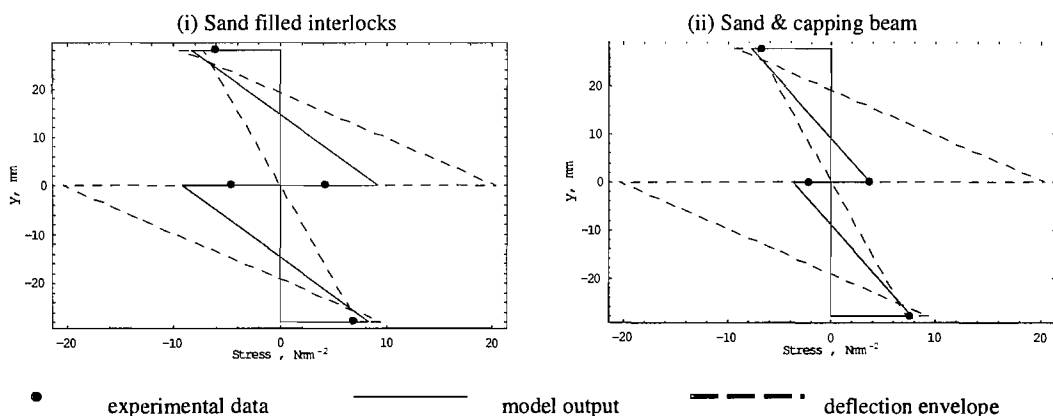 (i) Sand filled interlocks
(ii) Sand & capping beam
20
10
0
-10
-20
y, mm
-20
-10
0
10
20
Stress , Nmm-2
20
10
0
-10
-20
y, mm
-20
-10
0
10
20
Stress , Nmm-2
experimental data
model output
deflection envelope